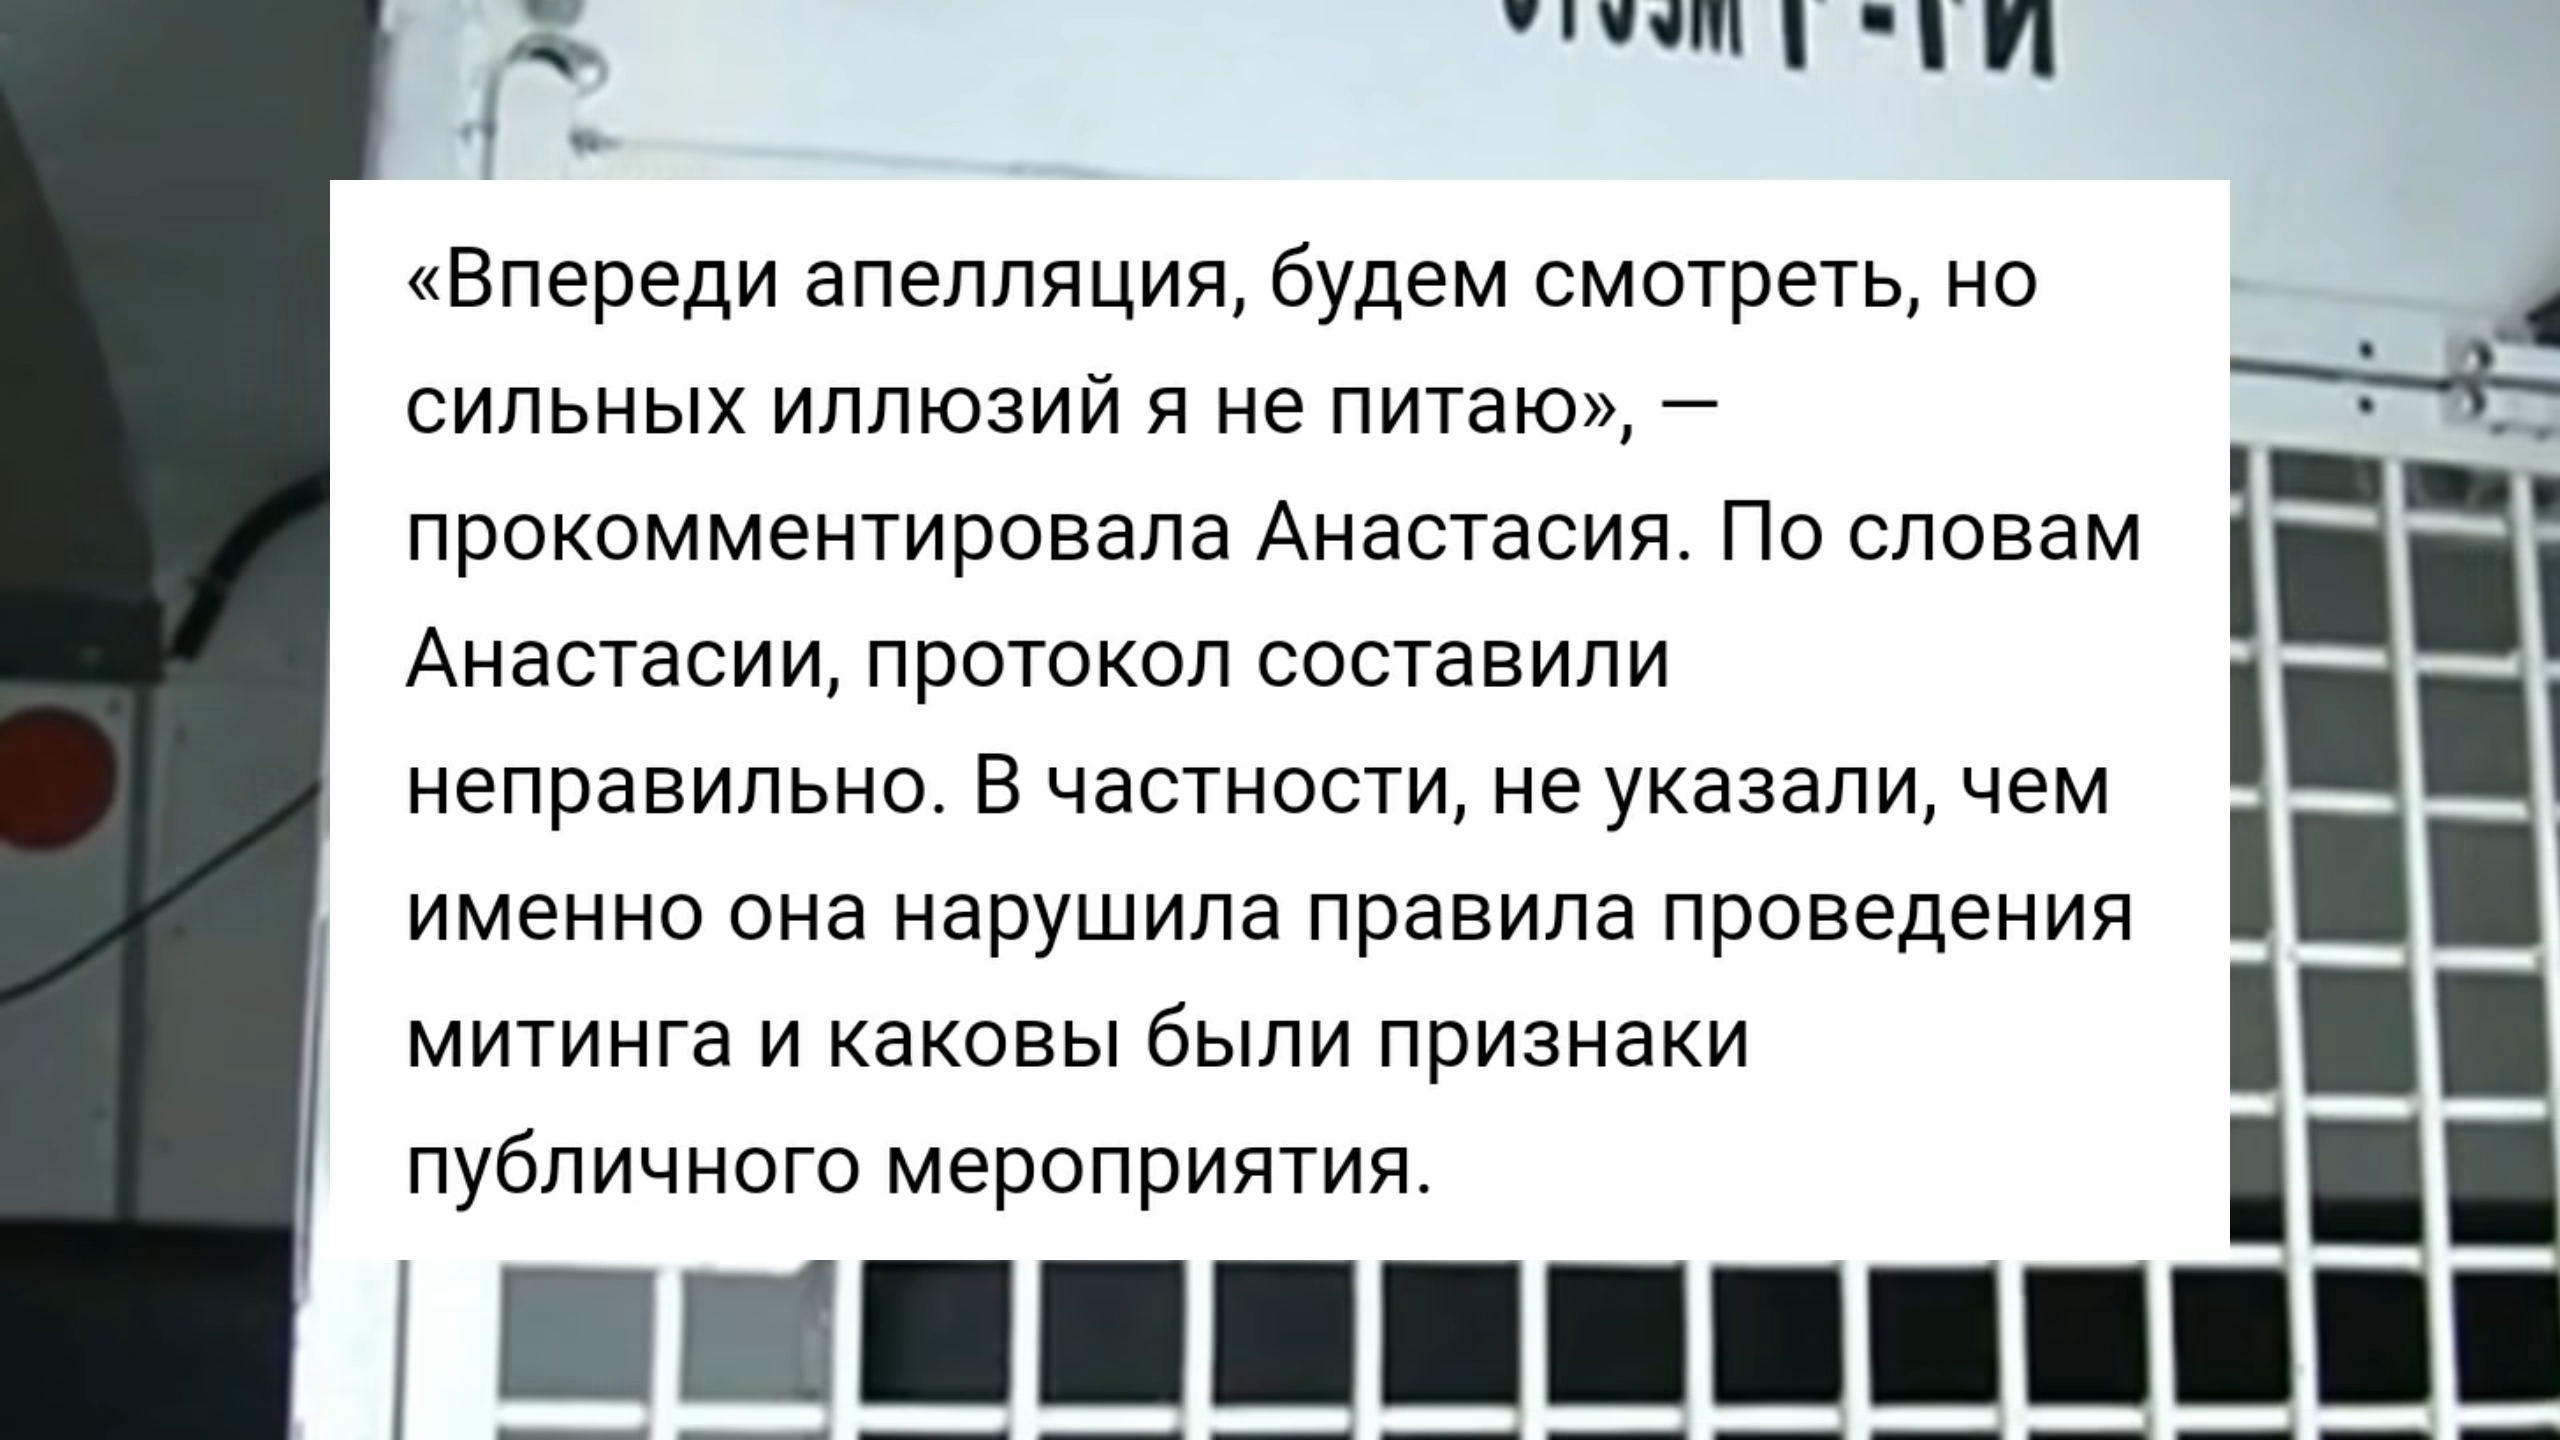 «Впереди апелляция, будем смотреть, но
сильных иллюзий я не питаю», —
прокомментировала Анастасия. По словам
Анастасии, протокол составили
неправильно. В частности, не указали, чем
именно она нарушила правила проведения
митинга и каковы были признаки
публичного мероприятия.